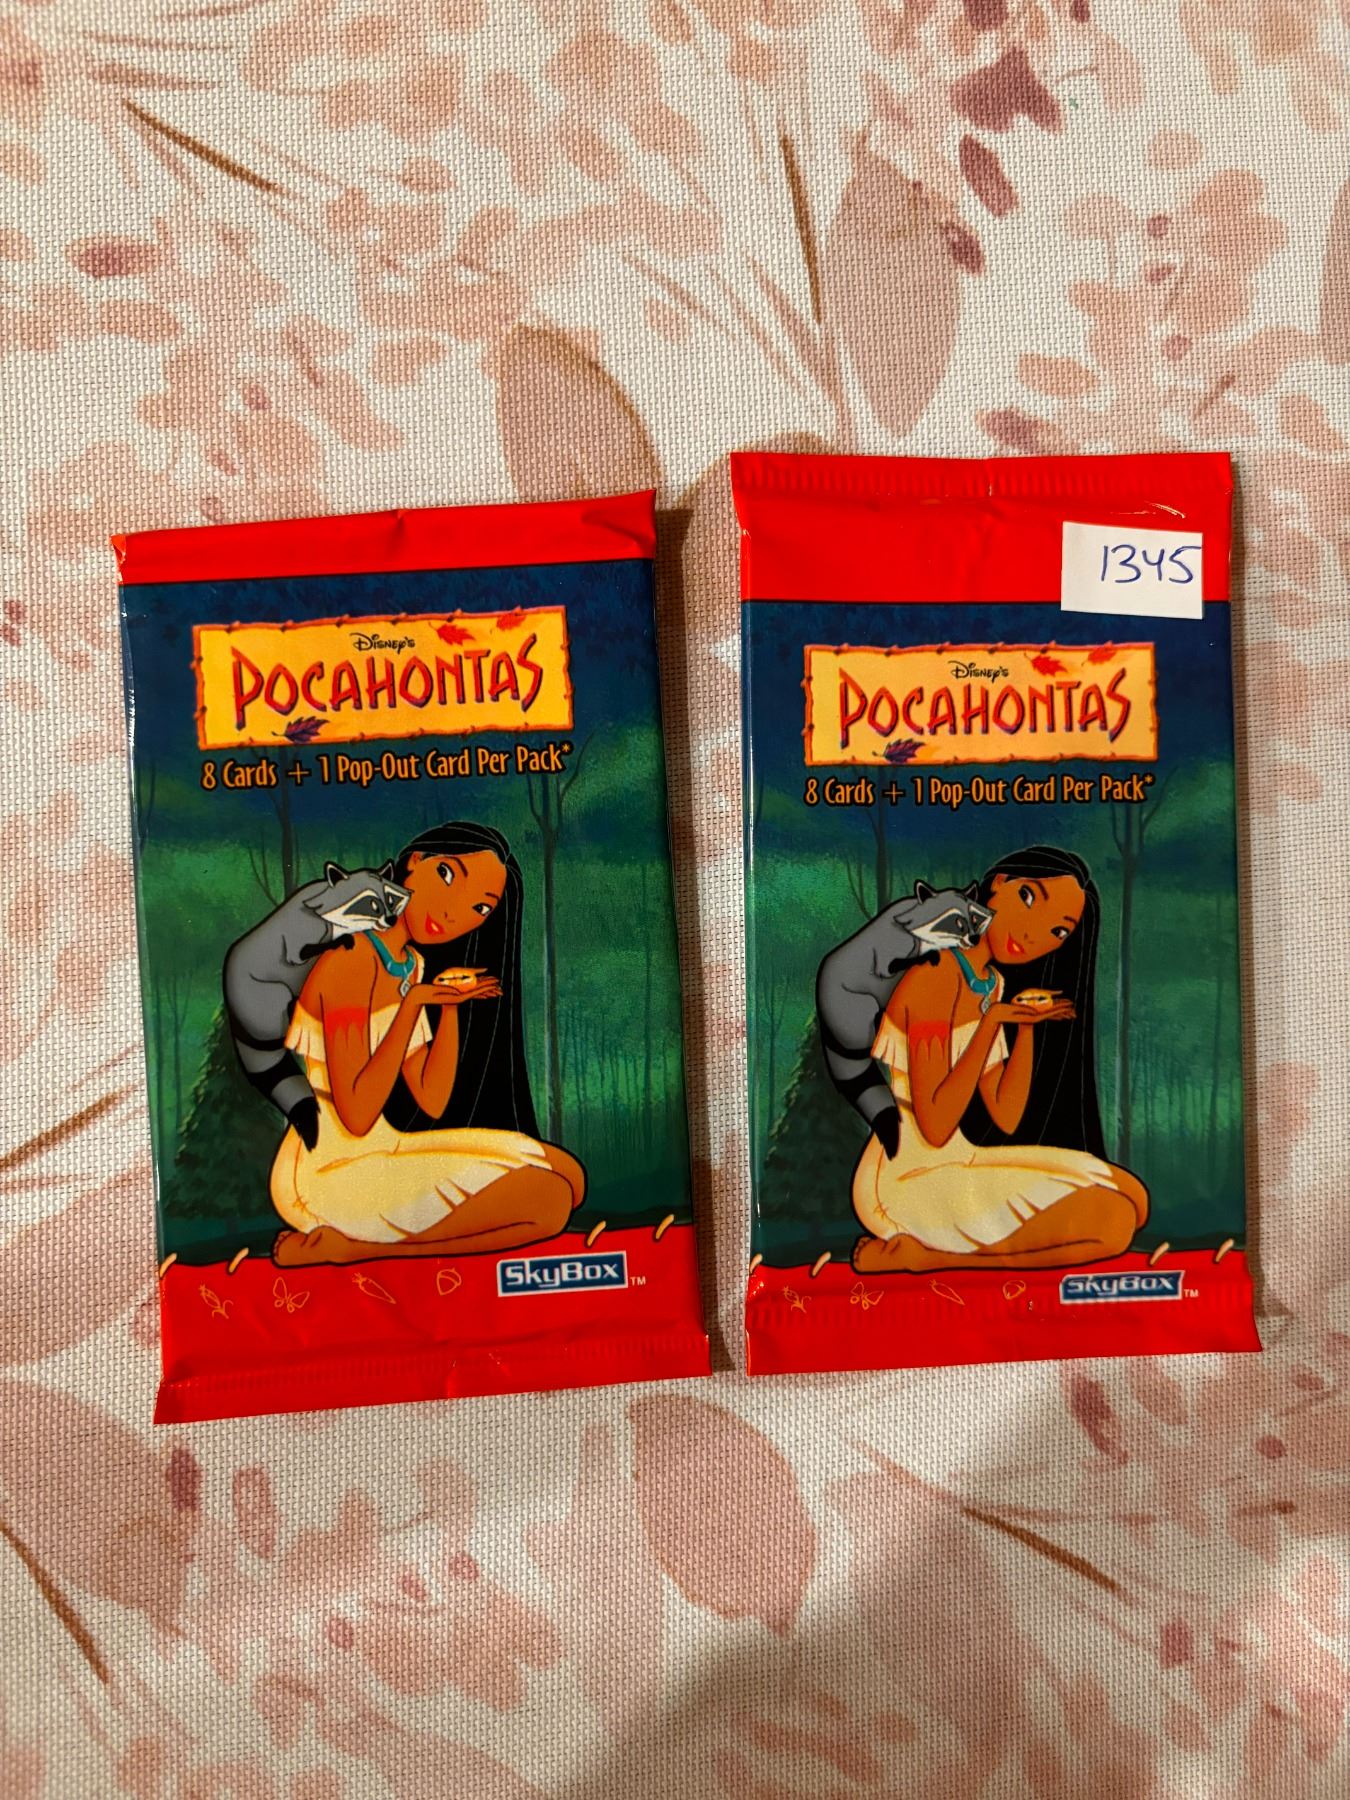 Disney's
POCAHONTAS
8 Cards + 1 Pop-Out Card Per Pack*
SkyBox TM
1345
Disney's
POCAHONTAS
8 Cards + 1 Pop-Out Card Per Pack*
SkyBox TM